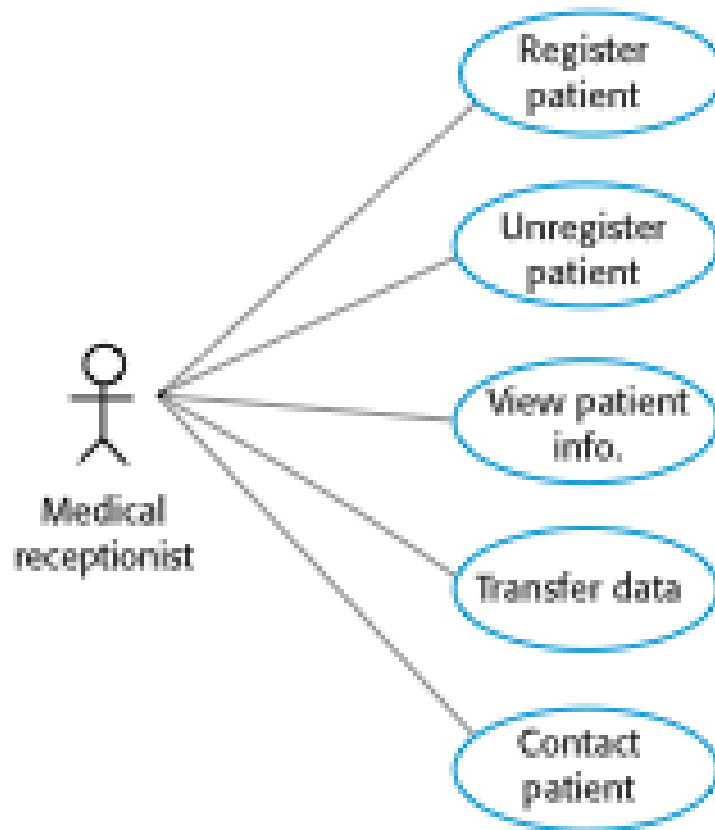 Register
patient
Unregister
patient
View patient
info.
Medical
receptionist
Transfer data
Contact
patient